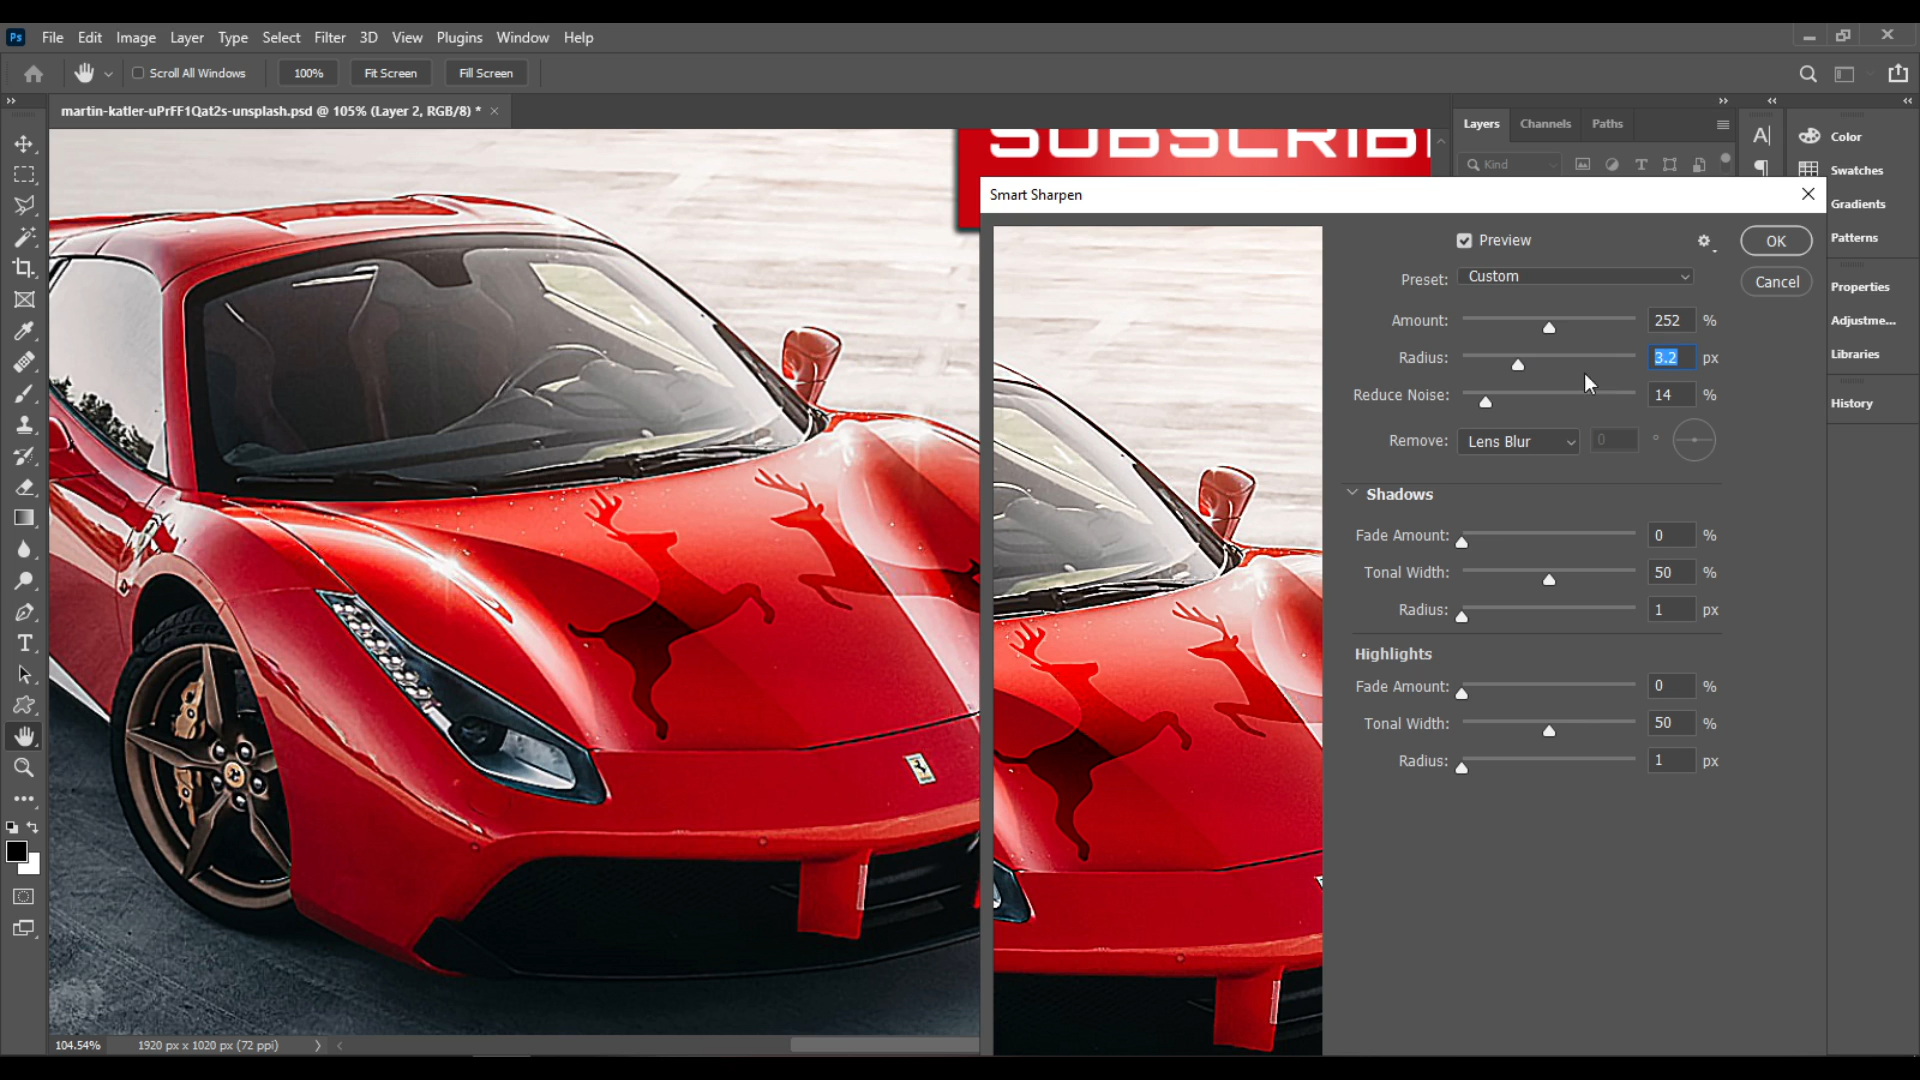 Ps File Edit Image Layer Type Select Filter 3D View Plugins Window Help
Scroll All Windows 100% Fit Screen Fill Screen
martin-katler-uPrFF1Qat2s-unsplash.psd @ 105% (Layer 2, RGB/8) *
Layers Channels Paths
Kind
SUBSCRIB
Smart Sharpen
Preview
OK
Cancel
Preset: Custom
Amount: 252 %
Radius: 3.2 px
Reduce Noise: 14 %
Remove: Lens Blur 0 °
Shadows
Fade Amount: 0 %
Tonal Width: 50 %
Radius: 1 px
Highlights
Fade Amount: 0 %
Tonal Width: 50 %
Radius: 1 px
Color
Swatches
Gradients
Patterns
Properties
Adjustme...
Libraries
History
104.54% 1920 px x 1020 px (72 ppi)